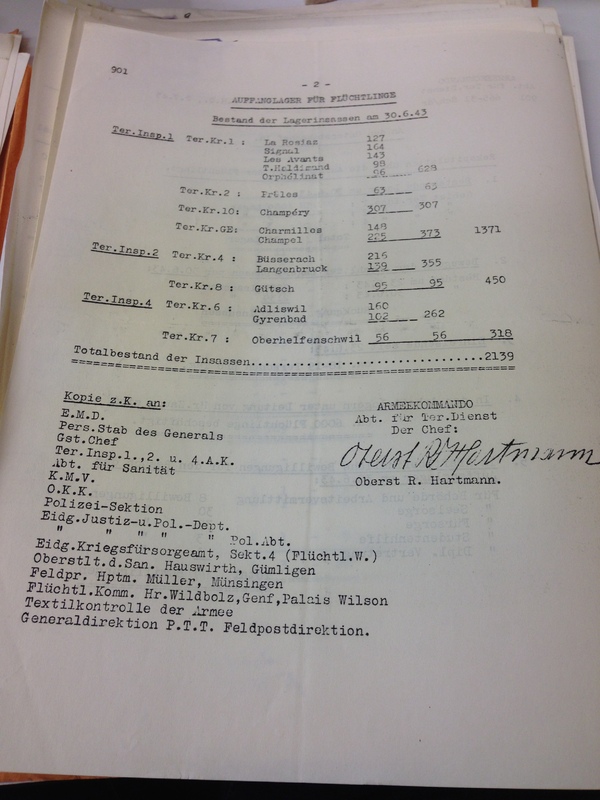 901
- 2 -
AUFFANGLAGER FÜR FLÜCHTLINGE
Bestand der Lagerinsassen am 30.6.43
Ter.Insp.1 Ter.Kr.1 : La Rosiaz 127
Signal 164
Les Avants 143
T.Haldimand 98
Orphélinat 96 628
Ter.Kr.2 : Prêles 63 63
Ter.Kr.10: Champéry 307 307
Ter.Kr.GE: Charmilles 148
Champel 225 373 1371
Ter.Insp.2 Ter.Kr.4 : Büsserach 216
Langenbruck 139 355
Ter.Kr.8 : Gütsch 95 95 450
Ter.Insp.4 Ter.Kr.6 : Adliswil 160
Gyrenbad 102 262
Ter.Kr.7 : Oberhelfenschwil 56 56 318
Totalbestand der Insassen................................2139
Kopie z.K. an:
E.M.D.
Pers.Stab des Generals
Gst.Chef
Ter.Insp.1.,2. u. 4.A.K.
Abt. für Sanität
K.M.V.
O.K.K.
Polizei-Sektion
Eidg.Justiz-u.Pol.-Dept.
" " " " " Pol.Abt.
Eidg.Kriegsfürsorgeamt, Sekt.4 (Flüchtl.W.)
Oberstlt.d.San. Hauswirth, Gümligen
Feldpr. Hptm. Müller, Münsingen
Flüchtl.Komm. Hr.Wildbolz,Genf,Palais Wilson
Textilkontrolle der Armee
Generaldirektion P.T.T. Feldpostdirektion.
ARMEEKOMMANDO
Abt. für Ter.Dienst
Der Chef:
Oberst R. Hartmann
Oberst R. Hartmann.